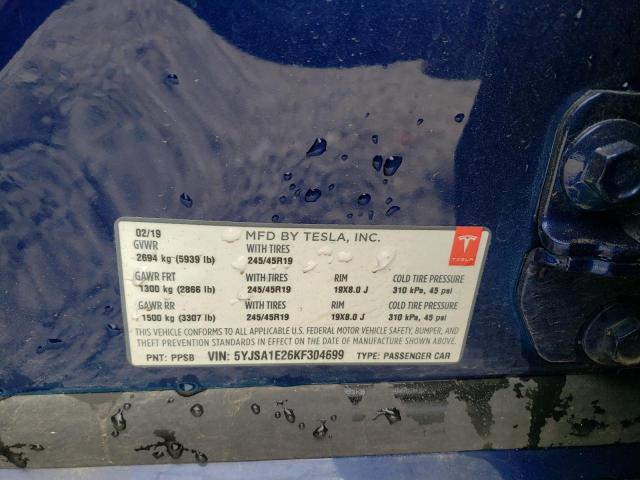 02/19 MFD BY TESLA, INC.
GVWR WITH TIRES
2694 kg (5939 lb) 245/45R19
TESLA
GAWR FRT WITH TIRES RIM COLD TIRE PRESSURE
1300 kg (2866 lb) 245/45R19 19X8.0 J 310 kPa, 45 psi
GAWR RR WITH TIRES RIM COLD TIRE PRESSURE
1500 kg (3307 lb) 245/45R19 19X8.0 J 310 kPa, 45 psi
THIS VEHICLE CONFORMS TO ALL APPLICABLE U.S. FEDERAL MOTOR VEHICLE SAFETY, BUMPER, AND
THEFT PREVENTION STANDARDS IN EFFECT ON THE DATE OF MANUFACTURE SHOWN ABOVE.
PNT: PPSB VIN: 5YJSA1E26KF304699 TYPE: PASSENGER CAR